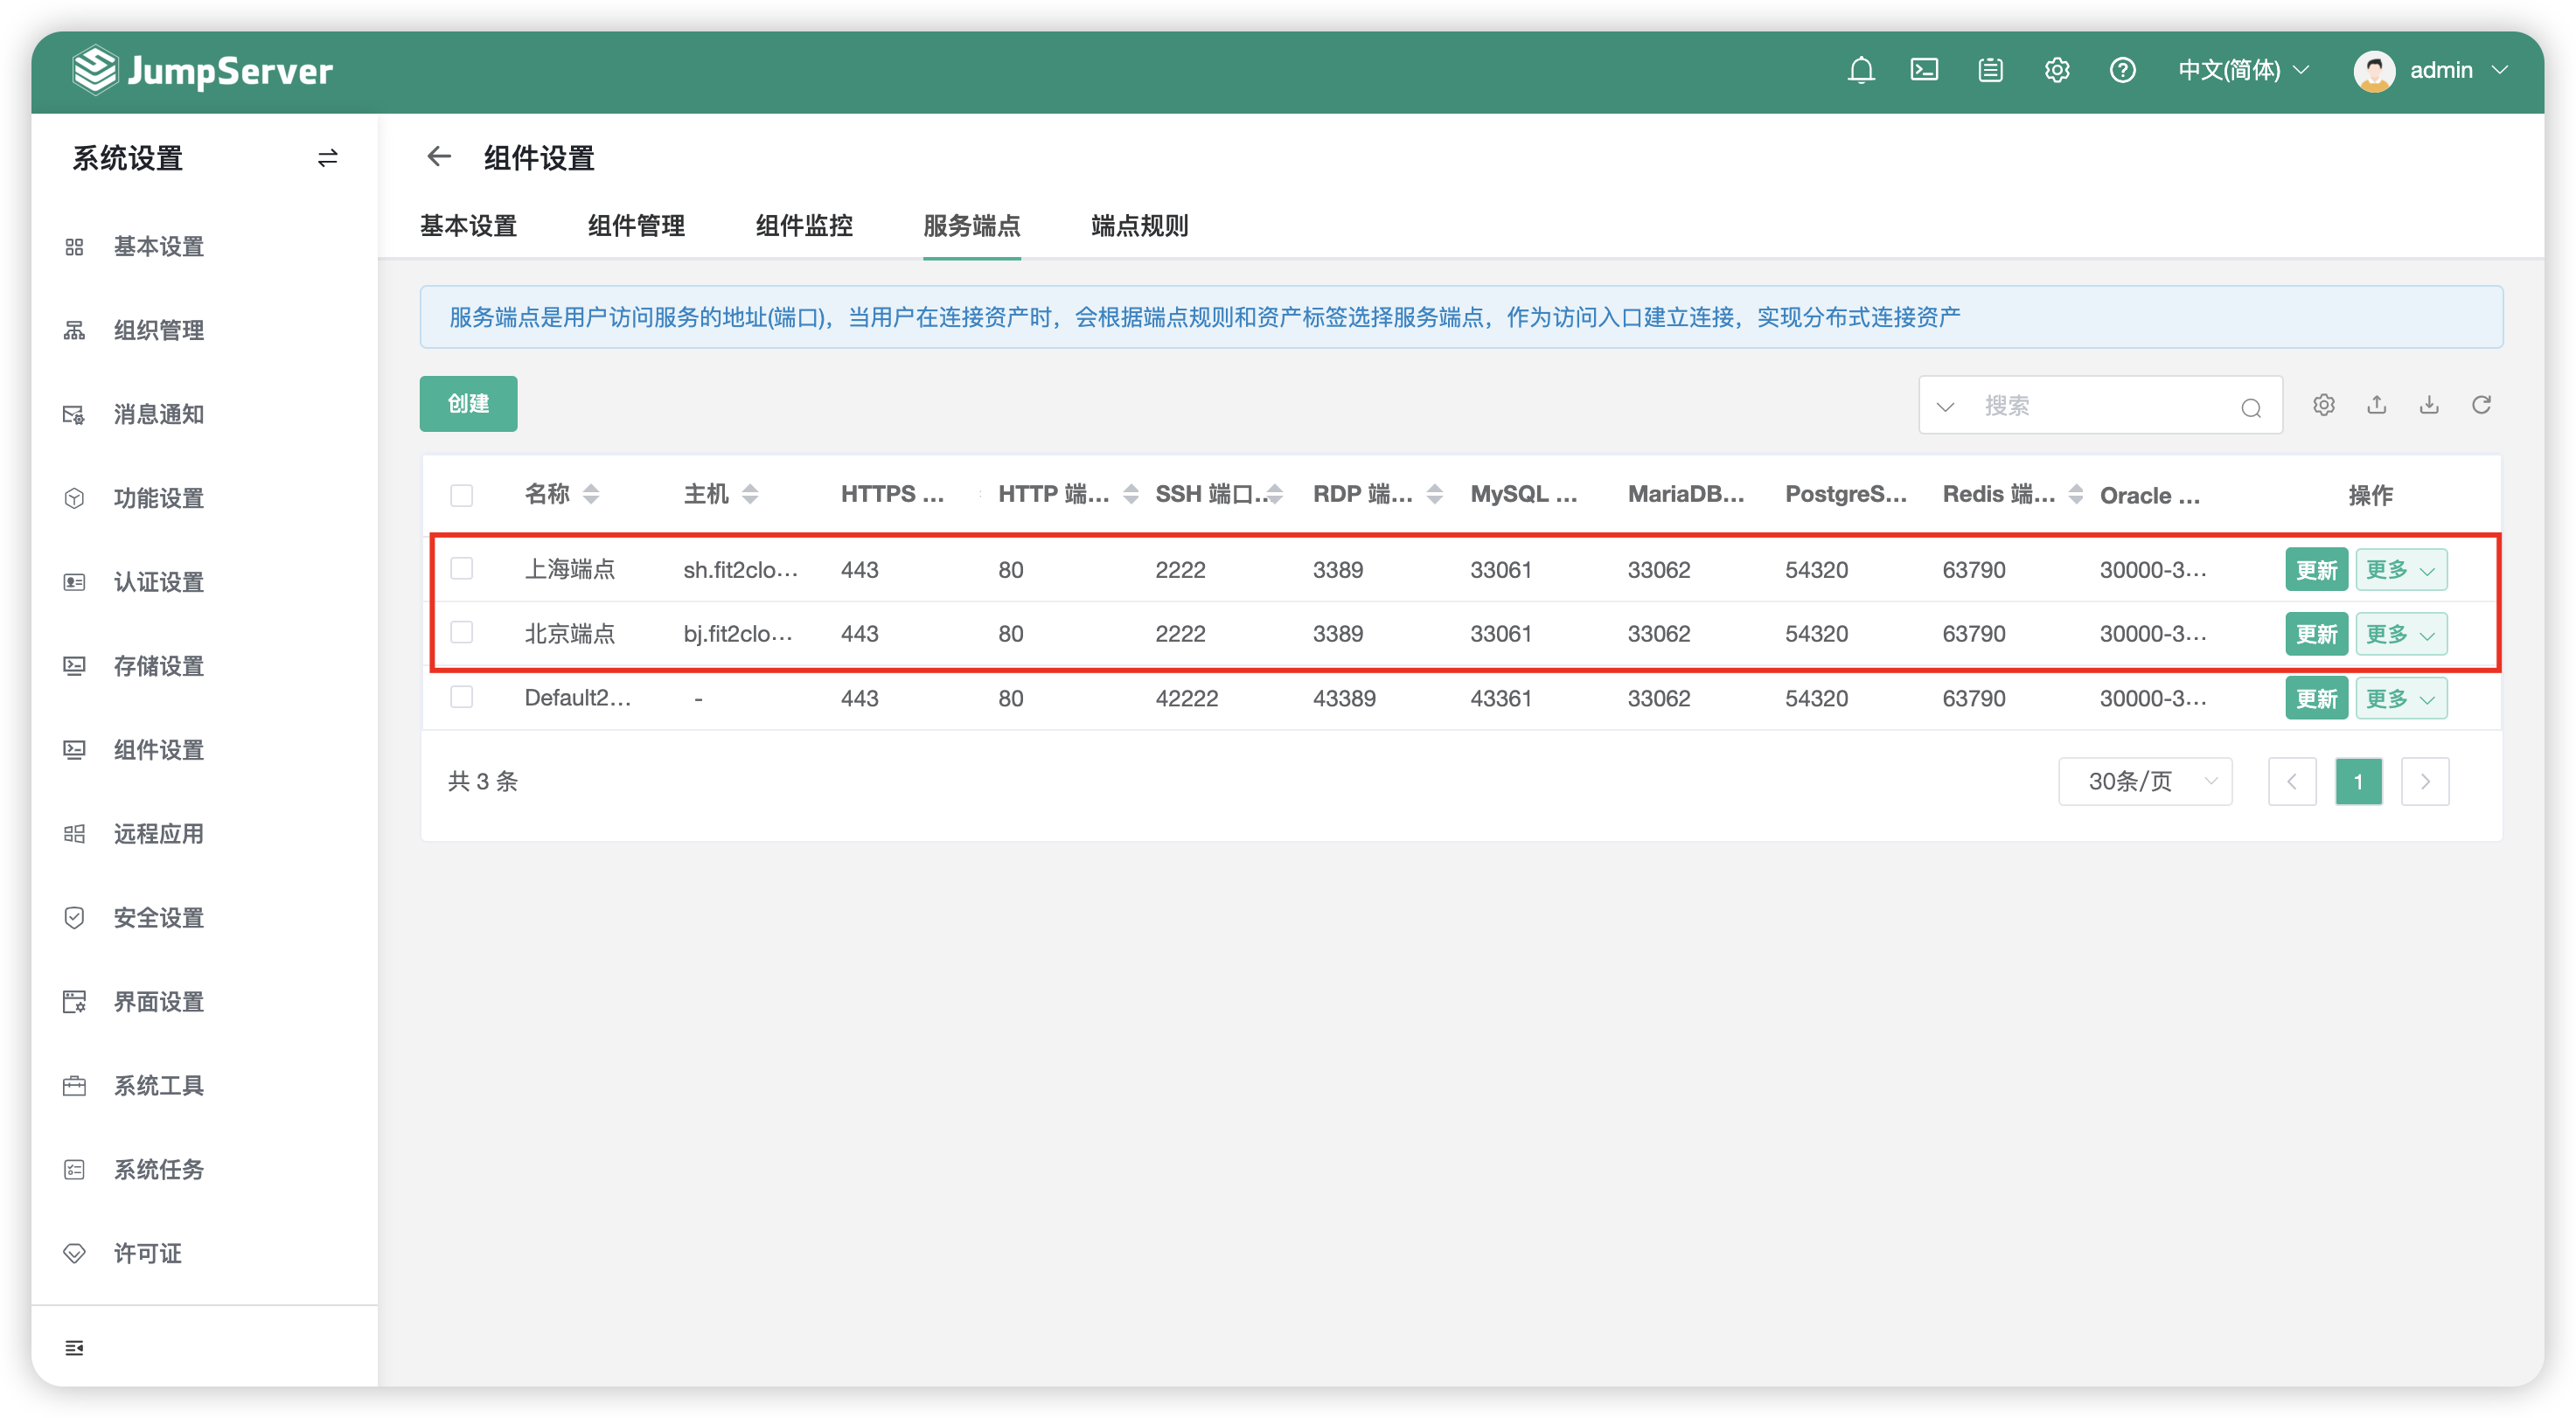 JumpServer
中文(简体)
admin
系统设置
基本设置
组织管理
消息通知
功能设置
认证设置
存储设置
组件设置
远程应用
安全设置
界面设置
系统工具
系统任务
许可证
组件设置
基本设置 组件管理 组件监控 服务端点 端点规则
服务端点是用户访问服务的地址(端口)，当用户在连接资产时，会根据端点规则和资产标签选择服务端点，作为访问入口建立连接，实现分布式连接资产
创建
搜索
名称 主机 HTTPS ... HTTP 端... SSH 端口... RDP 端... MySQL ... MariaDB... PostgreS... Redis 端... Oracle ... 操作
上海端点 sh.fit2clo... 443 80 2222 3389 33061 33062 54320 63790 30000-3... 更新 更多
北京端点 bj.fit2clo... 443 80 2222 3389 33061 33062 54320 63790 30000-3... 更新 更多
Default2... - 443 80 42222 43389 43361 33062 54320 63790 30000-3... 更新 更多
共 3 条
30条/页
1